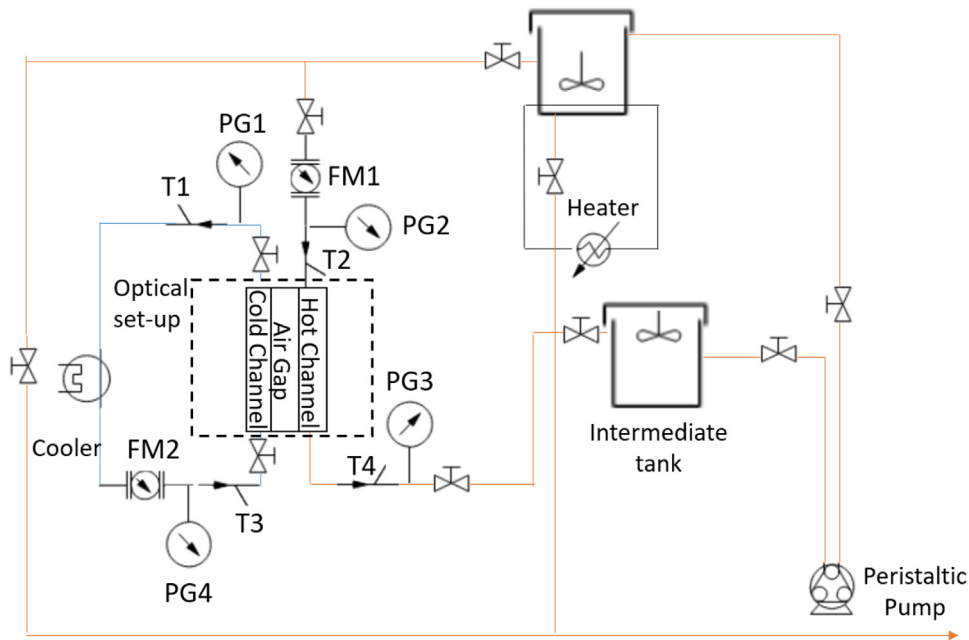 PG1
FM1
T1
PG2
Heater
T2
Optical
set-up
Cold Channel
Air Gap
Hot Channel
PG3
Cooler
FM2
Intermediate
tank
T4
T3
PG4
Peristaltic
Pump